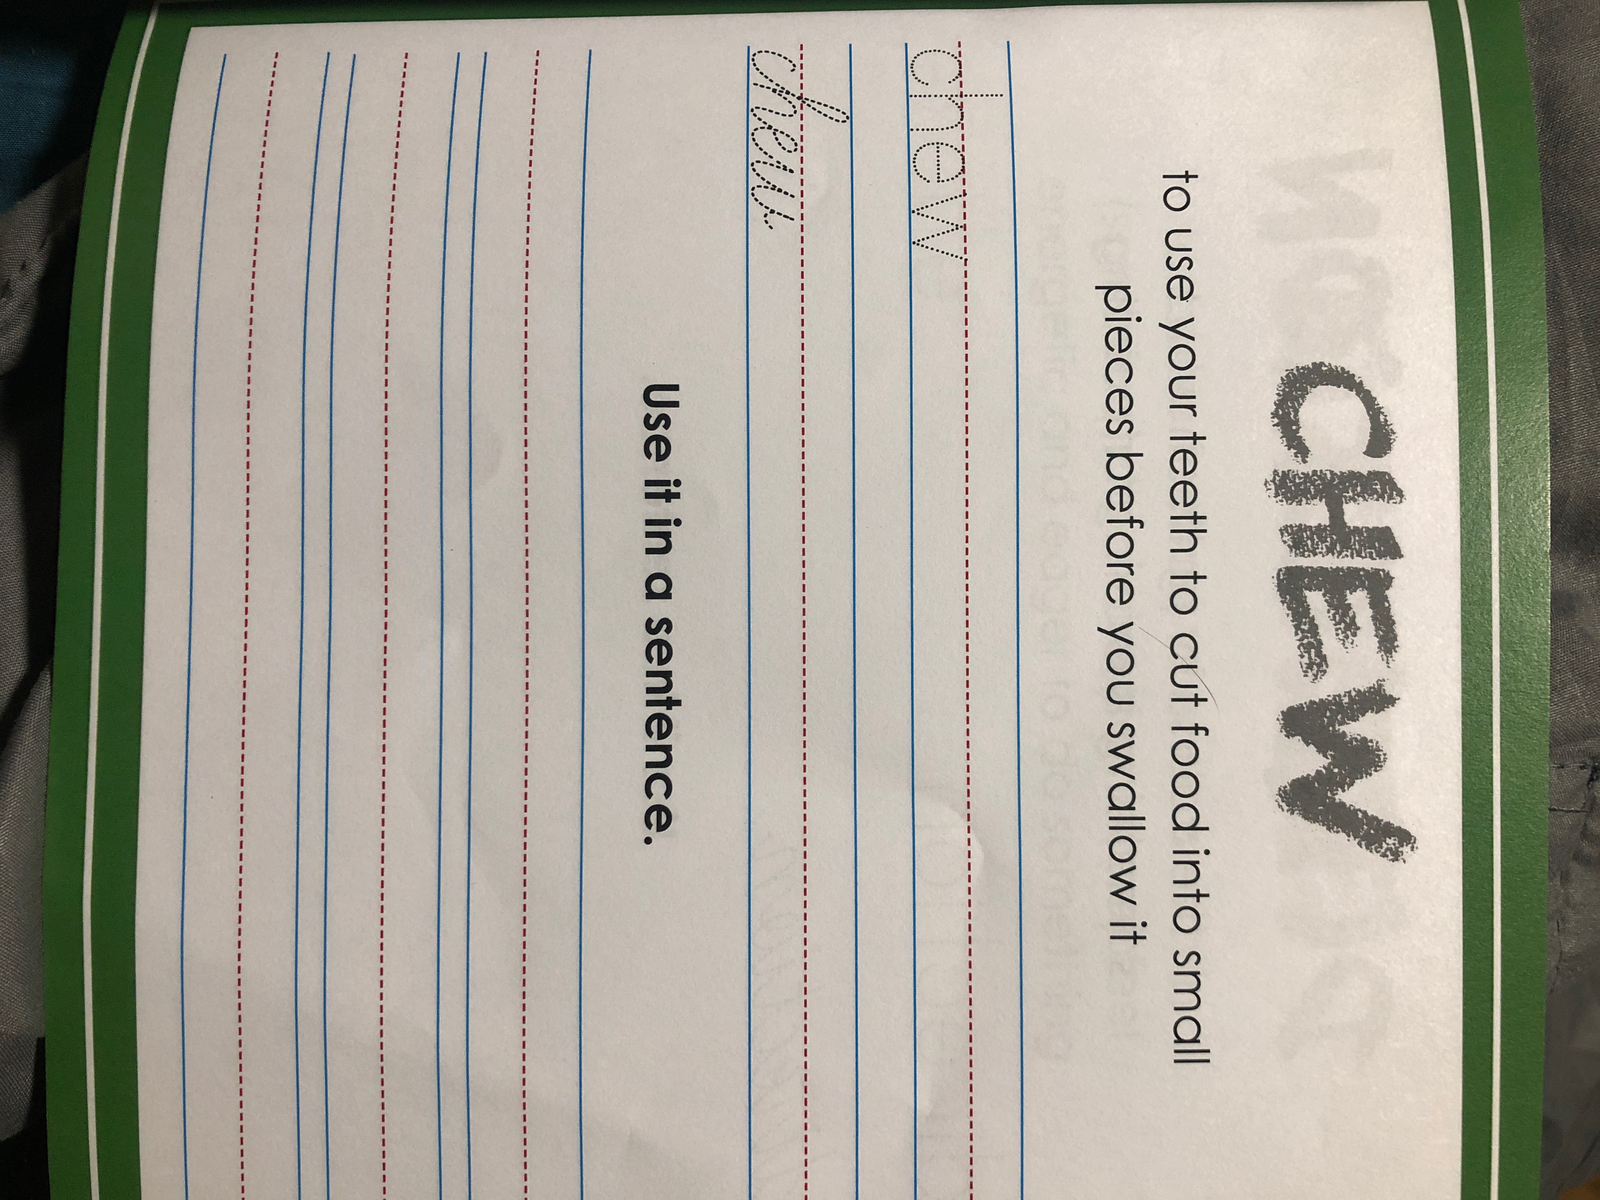 CHEW
to use your teeth to cut food into small
pieces before you swallow it
chew
chew
Use it in a sentence.